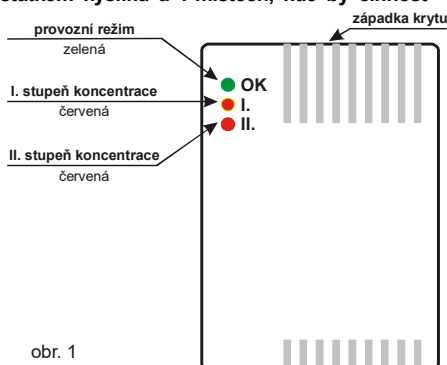 kyslíku a v místech, kde by činnost
západka krytu
provozní režim
zelená
OK
I. stupeň koncentrace
červená
I.
II. stupeň koncentrace
červená
II.
obr. 1